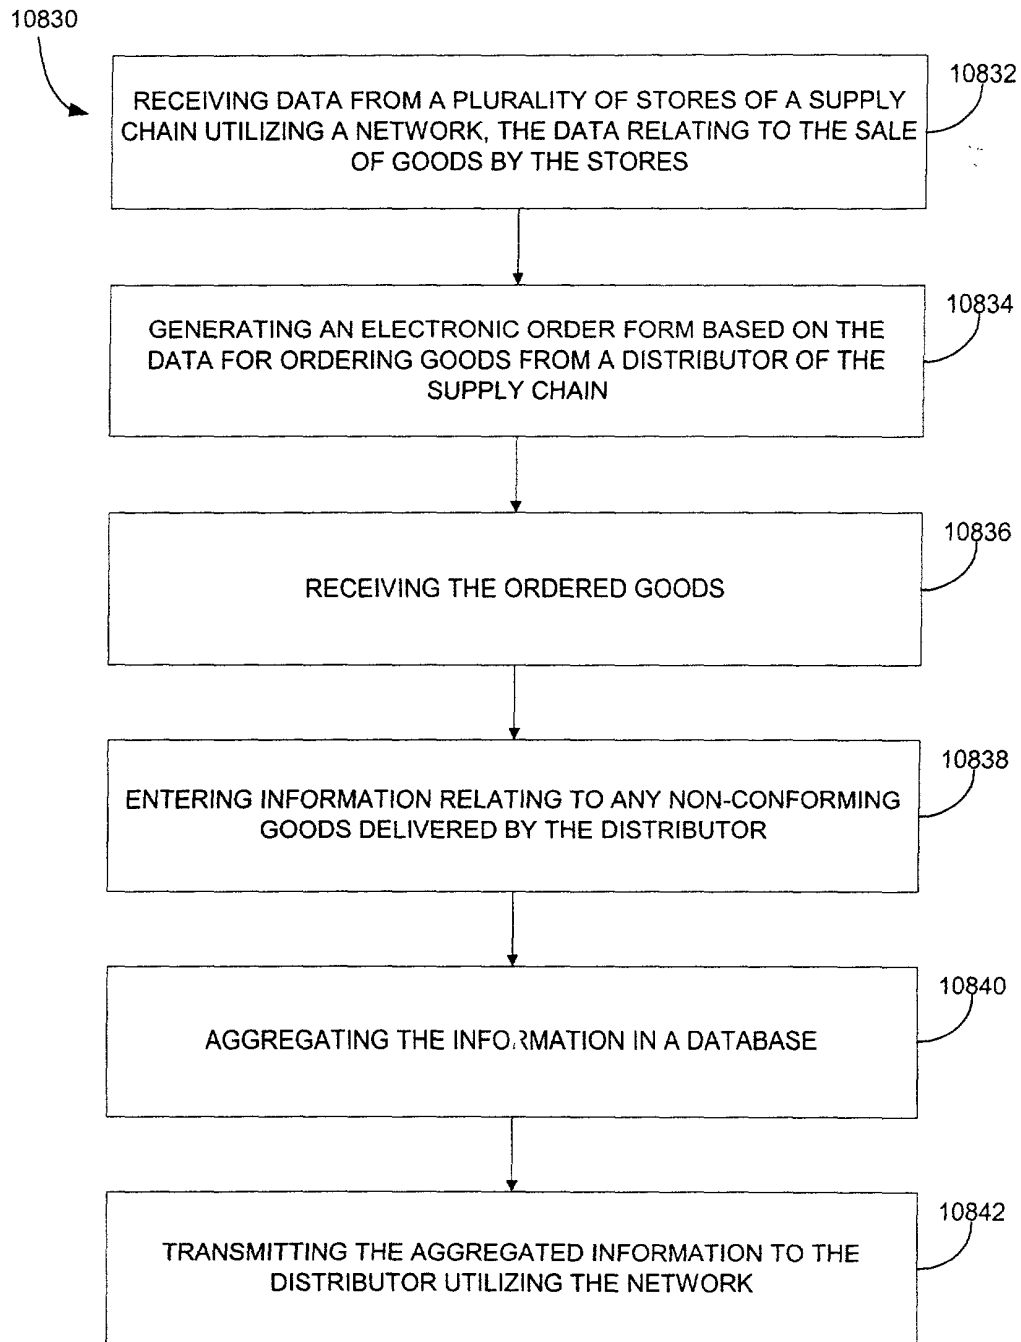 10830
10832
RECEIVING DATA FROM A PLURALITY OF STORES OF A SUPPLY
CHAIN UTILIZING A NETWORK, THE DATA RELATING TO THE SALE
OF GOODS BY THE STORES
10834
GENERATING AN ELECTRONIC ORDER FORM BASED ON THE
DATA FOR ORDERING GOODS FROM A DISTRIBUTOR OF THE
SUPPLY CHAIN
10836
RECEIVING THE ORDERED GOODS
10838
ENTERING INFORMATION RELATING TO ANY NON-CONFORMING
GOODS DELIVERED BY THE DISTRIBUTOR
10840
AGGREGATING THE INFORMATION IN A DATABASE
10842
TRANSMITTING THE AGGREGATED INFORMATION TO THE
DISTRIBUTOR UTILIZING THE NETWORK